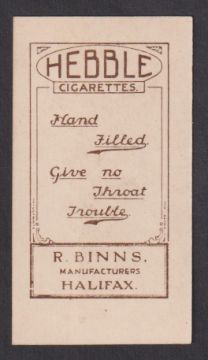 HEBBLE
CIGARETTES.
Hand
Filled.
Give no
Throat
Trouble.
R. BINNS.
MANUFACTURERS
HALIFAX.